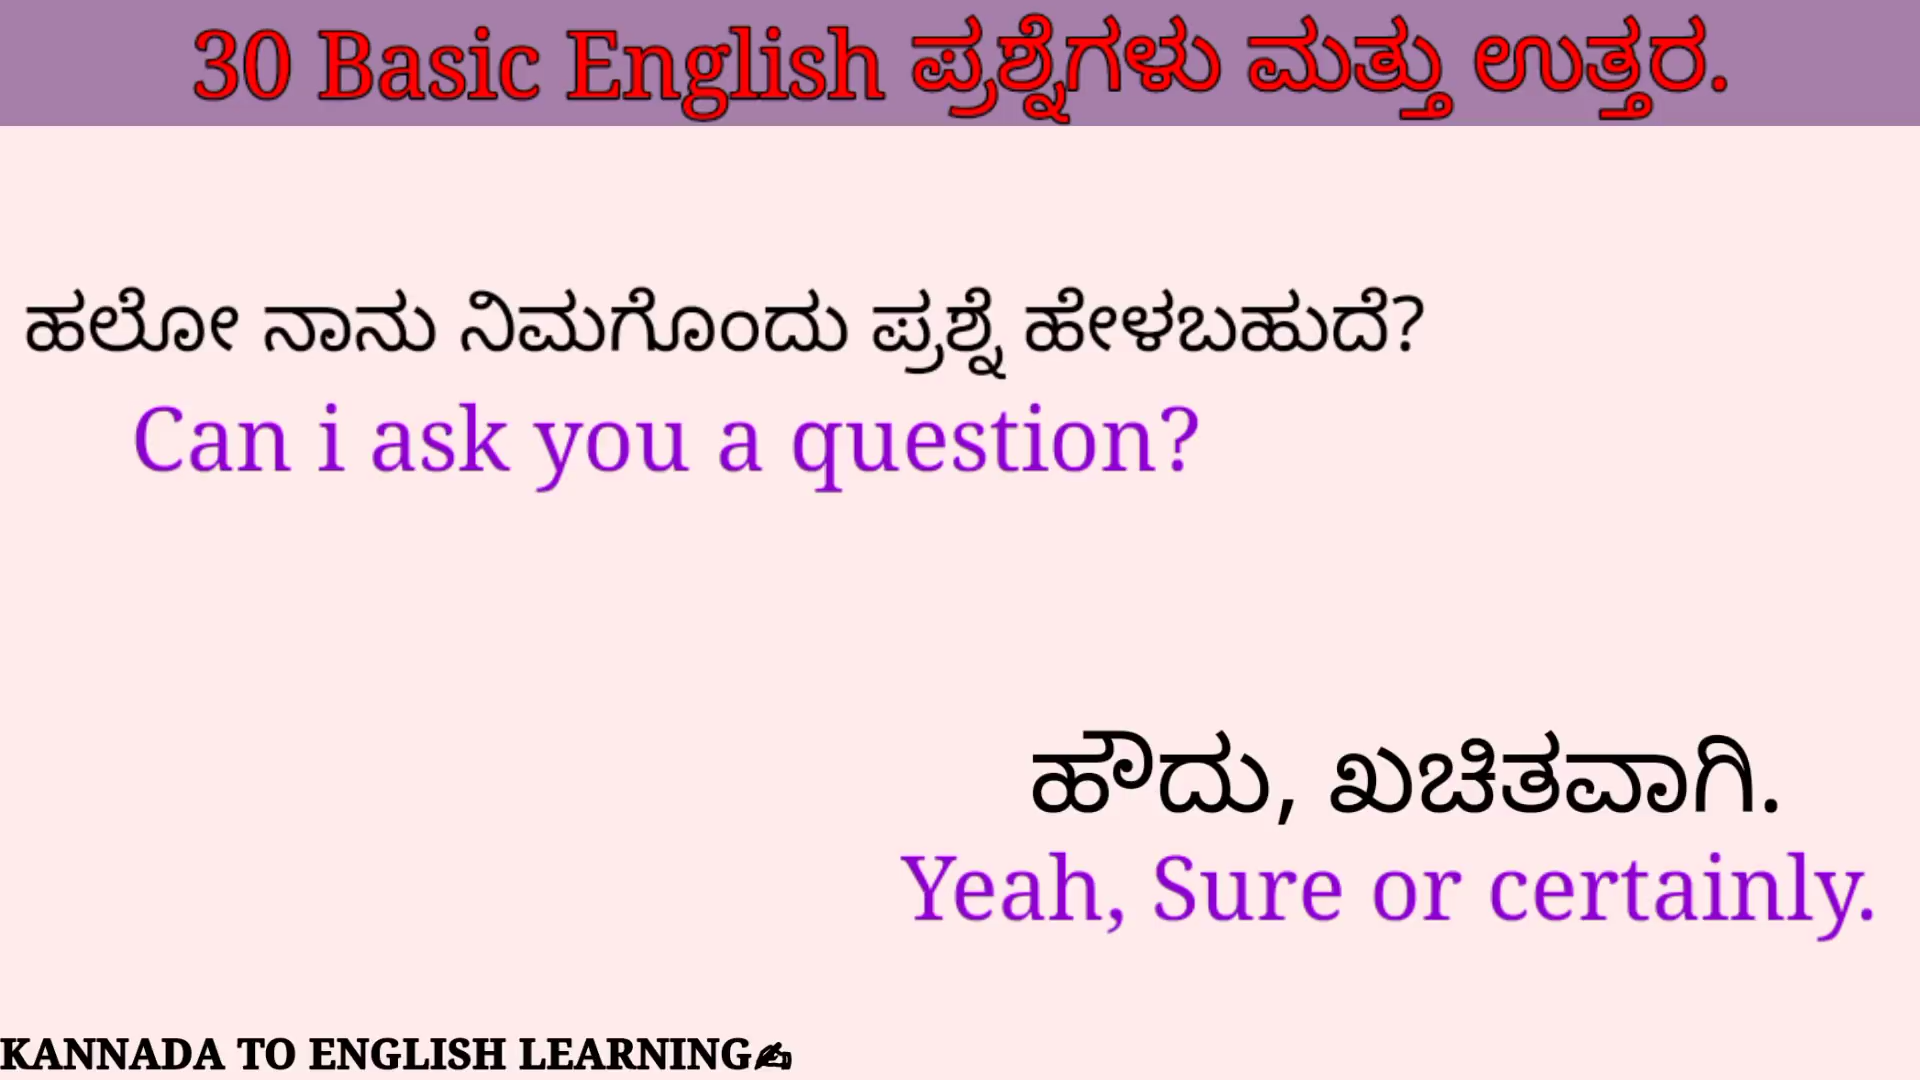 30 Basic English ಪ್ರಶ್ನೆಗಳು ಮತ್ತು ಉತ್ತರ.
ಹಲೋ ನಾನು ನಿಮಗೊಂದು ಪ್ರಶ್ನೆ ಹೇಳಬಹುದೆ?
Can i ask you a question?
ಹೌದು, ಖಚಿತವಾಗಿ.
Yeah, Sure or certainly.
KANNADA TO ENGLISH LEARNING✍